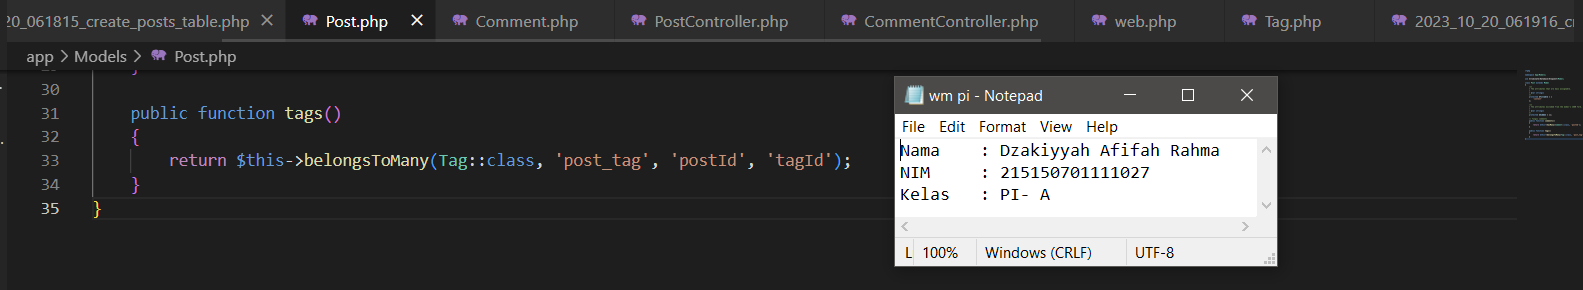 20_061815_create_posts_table.php Post.php Comment.php PostController.php CommentController.php web.php Tag.php 2023_10_20_061916_cr
app > Models > Post.php
30
31 public function tags()
32 {
33 return $this->belongsToMany(Tag::class, 'post_tag', 'postId', 'tagId');
34 }
35 }
wm pi - Notepad
File Edit Format View Help
Nama : Dzakiyyah Afifah Rahma
NIM : 215150701111027
Kelas : PI- A
L 100% Windows (CRLF) UTF-8